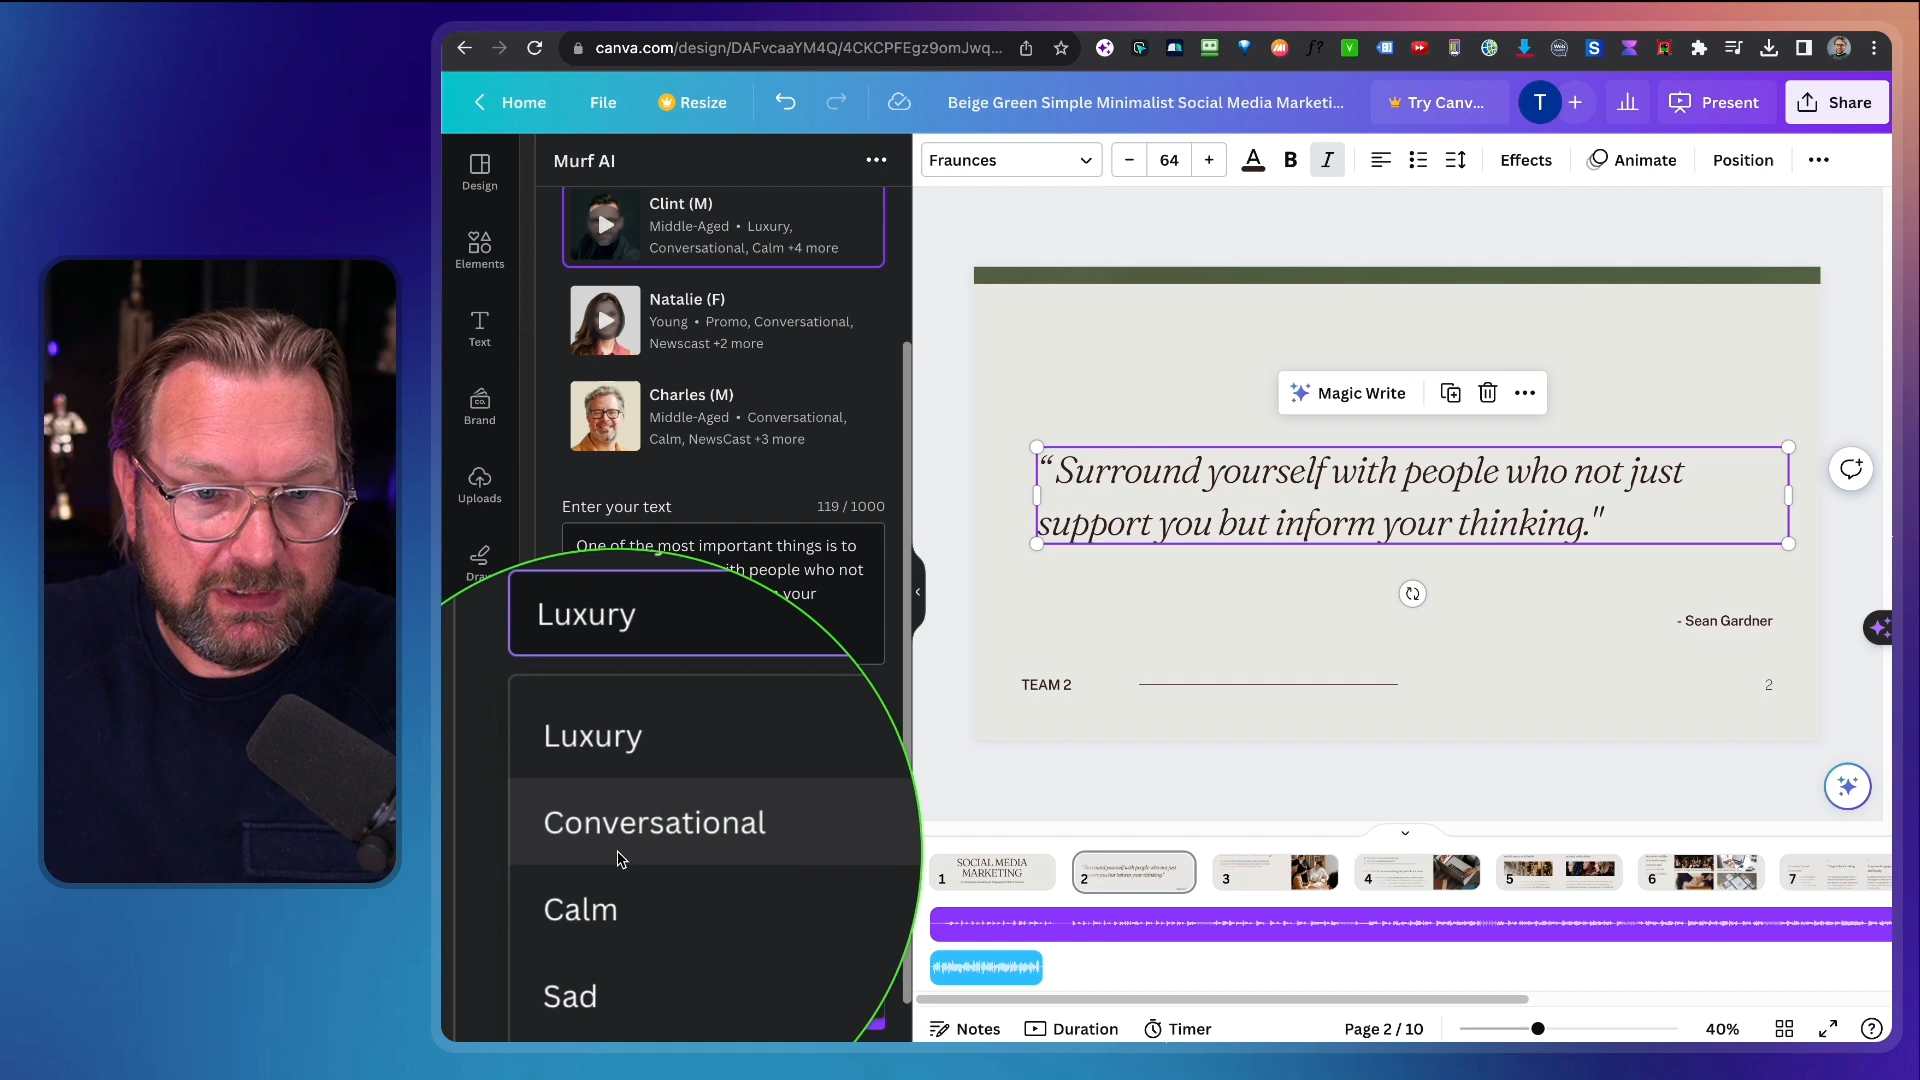 canva.com/design/DAFvcaaYM4Q/4CKCPFEgz9omJwq...
Home
File
Resize
Beige Green Simple Minimalist Social Media Marketi...
Try Canv...
T
Present
Share
Design
Elements
Text
Brand
Uploads
Murf AI
Clint (M)
Middle-Aged • Luxury,
Conversational, Calm +4 more
Natalie (F)
Young • Promo, Conversational,
Newscast +2 more
Charles (M)
Middle-Aged • Conversational,
Calm, NewsCast +3 more
Enter your text
119 / 1000
One of the most important things is to
with people who not
your
Luxury
Luxury
Conversational
Calm
Sad
Fraunces
64
A
B
I
Effects
Animate
Position
Magic Write
“Surround yourself with people who not just
support you but inform your thinking."
- Sean Gardner
TEAM 2
2
1
SOCIAL MEDIA
MARKETING
2
3
4
5
6
7
Notes
Duration
Timer
Page 2 / 10
40%